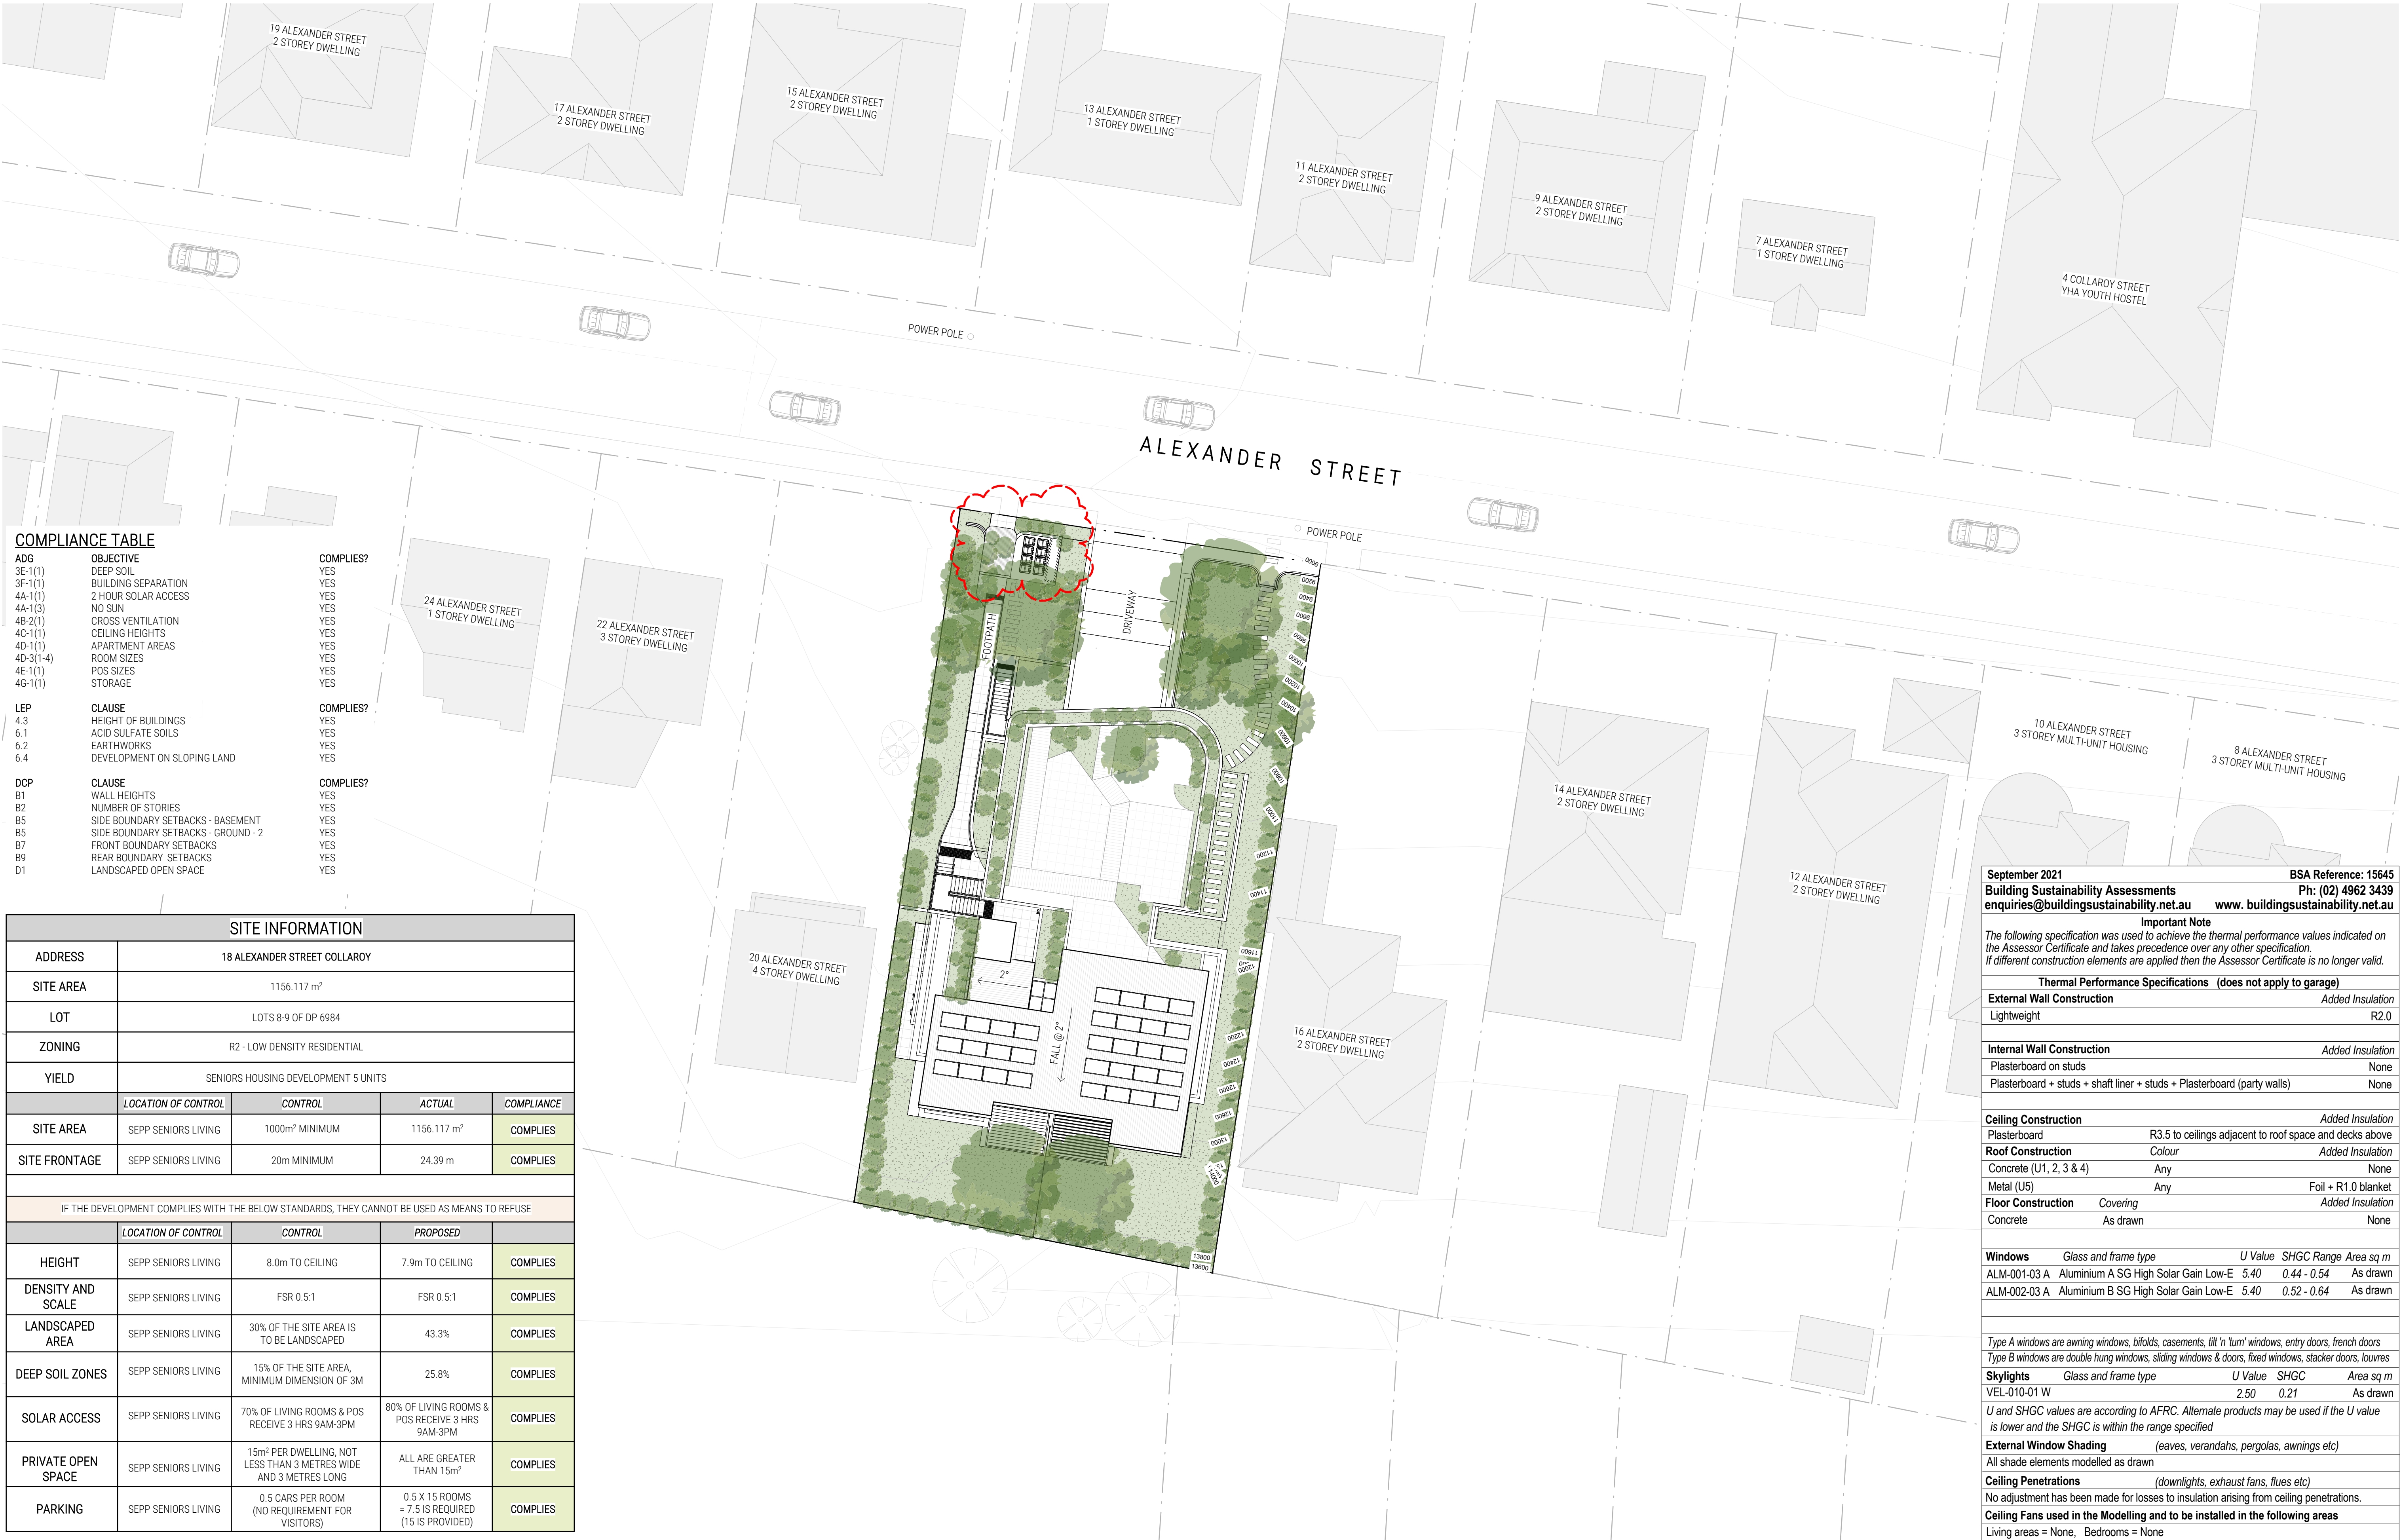 19 ALEXANDER STREET
2 STOREY DWELLING
17 ALEXANDER STREET
2 STOREY DWELLING
15 ALEXANDER STREET
2 STOREY DWELLING
13 ALEXANDER STREET
1 STOREY DWELLING
11 ALEXANDER STREET
2 STOREY DWELLING
9 ALEXANDER STREET
2 STOREY DWELLING
7 ALEXANDER STREET
1 STOREY DWELLING
4 COLLAROY STREET
YHA YOUTH HOSTEL
POWER POLE
ALEXANDER STREET
POWER POLE
COMPLIANCE TABLE
ADG OBJECTIVE COMPLIES?
3E-1(1) DEEP SOIL YES
3F-1(1) BUILDING SEPARATION YES
4A-1(1) 2 HOUR SOLAR ACCESS YES
4A-1(3) NO SUN YES
4B-2(1) CROSS VENTILATION YES
4C-1(1) CEILING HEIGHTS YES
4D-1(1) APARTMENT AREAS YES
4D-3(1-4) ROOM SIZES YES
4E-1(1) POS SIZES YES
4G-1(1) STORAGE YES
LEP CLAUSE COMPLIES?
4.3 HEIGHT OF BUILDINGS YES
6.1 ACID SULFATE SOILS YES
6.2 EARTHWORKS YES
6.4 DEVELOPMENT ON SLOPING LAND YES
DCP CLAUSE COMPLIES?
B1 WALL HEIGHTS YES
B2 NUMBER OF STORIES YES
B5 SIDE BOUNDARY SETBACKS - BASEMENT YES
B5 SIDE BOUNDARY SETBACKS - GROUND - 2 YES
B7 FRONT BOUNDARY SETBACKS YES
B9 REAR BOUNDARY SETBACKS YES
D1 LANDSCAPED OPEN SPACE YES
24 ALEXANDER STREET
1 STOREY DWELLING
22 ALEXANDER STREET
3 STOREY DWELLING
20 ALEXANDER STREET
4 STOREY DWELLING
FOOTPATH
DRIVEWAY
2°
FALL @ 2°
9000
9200
9400
9600
9800
10000
10200
10400
10600
10800
11000
11200
11400
11600
12000
12200
12400
12600
12800
13000
14000
13800
13600
16 ALEXANDER STREET
2 STOREY DWELLING
14 ALEXANDER STREET
2 STOREY DWELLING
12 ALEXANDER STREET
2 STOREY DWELLING
10 ALEXANDER STREET
3 STOREY MULTI-UNIT HOUSING
8 ALEXANDER STREET
3 STOREY MULTI-UNIT HOUSING
SITE INFORMATION
ADDRESS 18 ALEXANDER STREET COLLAROY
SITE AREA 1156.117 m²
LOT LOTS 8-9 OF DP 6984
ZONING R2 - LOW DENSITY RESIDENTIAL
YIELD SENIORS HOUSING DEVELOPMENT 5 UNITS
LOCATION OF CONTROL CONTROL ACTUAL COMPLIANCE
SITE AREA SEPP SENIORS LIVING 1000m² MINIMUM 1156.117 m² COMPLIES
SITE FRONTAGE SEPP SENIORS LIVING 20m MINIMUM 24.39 m COMPLIES
IF THE DEVELOPMENT COMPLIES WITH THE BELOW STANDARDS, THEY CANNOT BE USED AS MEANS TO REFUSE
LOCATION OF CONTROL CONTROL PROPOSED
HEIGHT SEPP SENIORS LIVING 8.0m TO CEILING 7.9m TO CEILING COMPLIES
DENSITY AND
SCALE SEPP SENIORS LIVING FSR 0.5:1 FSR 0.5:1 COMPLIES
LANDSCAPED
AREA SEPP SENIORS LIVING 30% OF THE SITE AREA IS
TO BE LANDSCAPED 43.3% COMPLIES
DEEP SOIL ZONES SEPP SENIORS LIVING 15% OF THE SITE AREA,
MINIMUM DIMENSION OF 3M 25.8% COMPLIES
SOLAR ACCESS SEPP SENIORS LIVING 70% OF LIVING ROOMS & POS
RECEIVE 3 HRS 9AM-3PM
80% OF LIVING ROOMS &
POS RECEIVE 3 HRS
9AM-3PM COMPLIES
PRIVATE OPEN
SPACE SEPP SENIORS LIVING
15m² PER DWELLING, NOT
LESS THAN 3 METRES WIDE
AND 3 METRES LONG
ALL ARE GREATER
THAN 15m² COMPLIES
PARKING SEPP SENIORS LIVING
0.5 CARS PER ROOM
(NO REQUIREMENT FOR
VISITORS)
0.5 X 15 ROOMS
= 7.5 IS REQUIRED
(15 IS PROVIDED) COMPLIES
September 2021 BSA Reference: 15645
Building Sustainability Assessments Ph: (02) 4962 3439
enquiries@buildingsustainability.net.au www. buildingsustainability.net.au
Important Note
The following specification was used to achieve the thermal performance values indicated on
the Assessor Certificate and takes precedence over any other specification.
If different construction elements are applied then the Assessor Certificate is no longer valid.
Thermal Performance Specifications (does not apply to garage)
External Wall Construction Added Insulation
Lightweight R2.0
Internal Wall Construction Added Insulation
Plasterboard on studs None
Plasterboard + studs + shaft liner + studs + Plasterboard (party walls) None
Ceiling Construction Added Insulation
Plasterboard R3.5 to ceilings adjacent to roof space and decks above
Roof Construction Colour Added Insulation
Concrete (U1, 2, 3 & 4) Any None
Metal (U5) Any Foil + R1.0 blanket
Floor Construction Covering Added Insulation
Concrete As drawn None
Windows Glass and frame type U Value SHGC Range Area sq m
ALM-001-03 A Aluminium A SG High Solar Gain Low-E 5.40 0.44 - 0.54 As drawn
ALM-002-03 A Aluminium B SG High Solar Gain Low-E 5.40 0.52 - 0.64 As drawn
Type A windows are awning windows, bifolds, casements, tilt 'n 'turn' windows, entry doors, french doors
Type B windows are double hung windows, sliding windows & doors, fixed windows, stacker doors, louvres
Skylights Glass and frame type U Value SHGC Area sq m
VEL-010-01 W 2.50 0.21 As drawn
U and SHGC values are according to AFRC. Alternate products may be used if the U value
is lower and the SHGC is within the range specified
External Window Shading (eaves, verandahs, pergolas, awnings etc)
All shade elements modelled as drawn
Ceiling Penetrations (downlights, exhaust fans, flues etc)
No adjustment has been made for losses to insulation arising from ceiling penetrations.
Ceiling Fans used in the Modelling and to be installed in the following areas
Living areas = None, Bedrooms = None